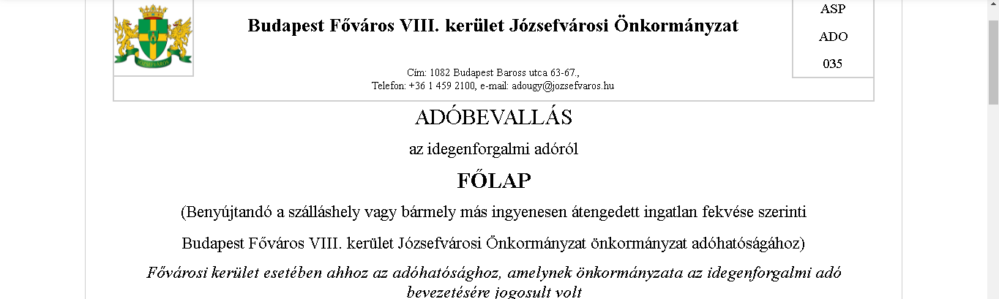 Budapest Főváros VIII. kerület Józsefvárosi Önkormányzat
Cím: 1082 Budapest Baross utca 63-67.,
Telefon: +36 1 459 2100, e-mail: adougy@jozsefvaros.hu
ASP
ADO
035
JÓZSEFVÁROS
ADÓBEVALLÁS
az idegenforgalmi adóról
FŐLAP
(Benyújtandó a szálláshely vagy bármely más ingyenesen átengedett ingatlan fekvése szerinti
Budapest Főváros VIII. kerület Józsefvárosi Önkormányzat önkormányzat adóhatóságához)
Fővárosi kerület esetében ahhoz az adóhatósághoz, amelynek önkormányzata az idegenforgalmi adó
bevezetésére jogosult volt